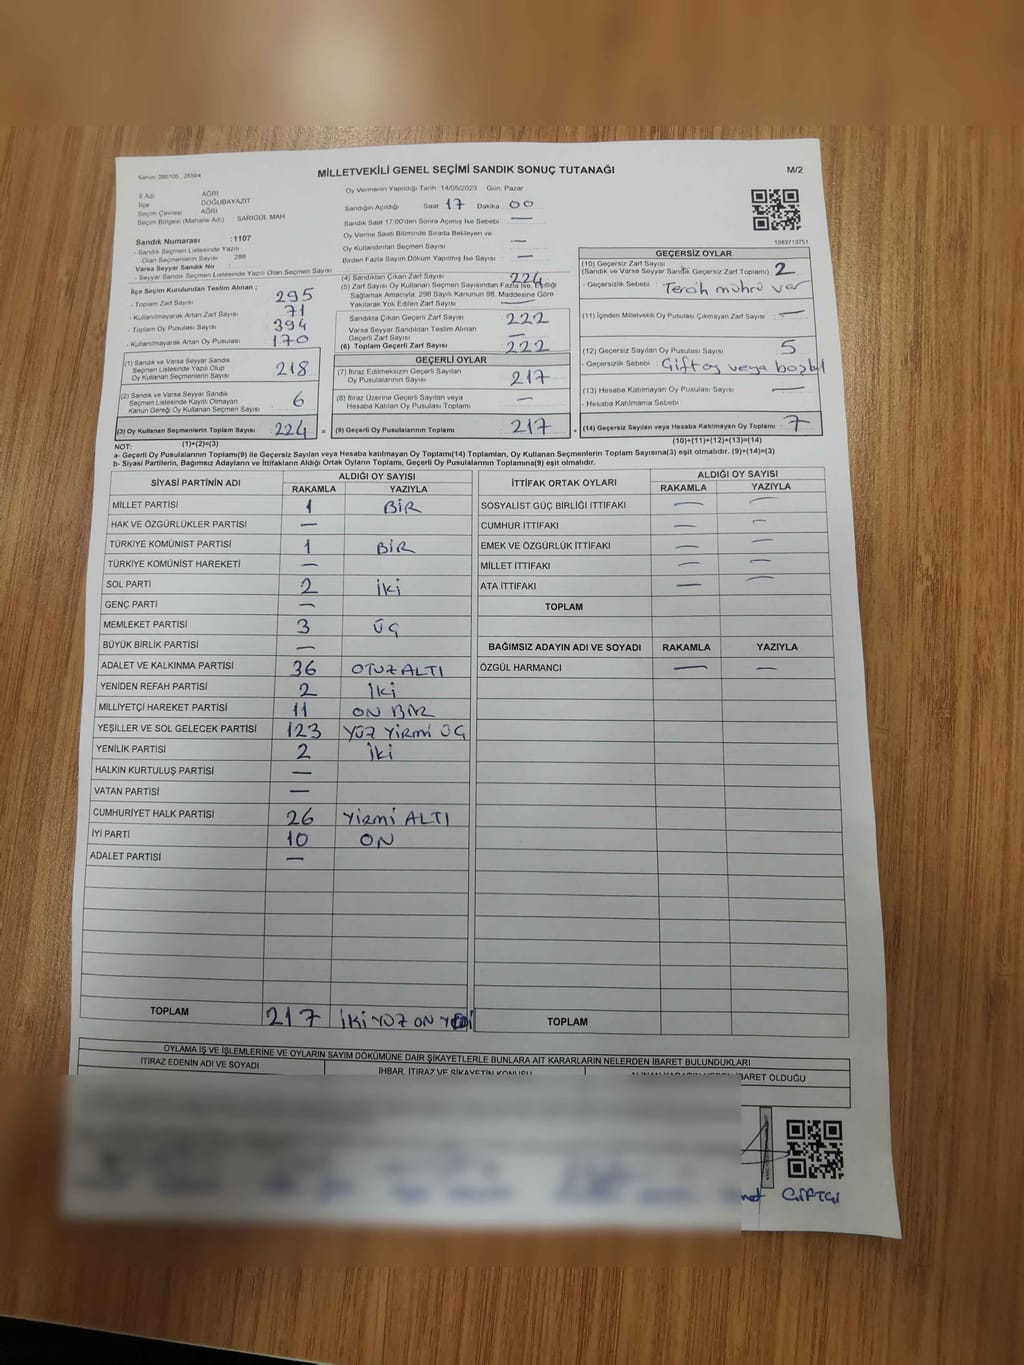 MİLLETVEKİLİ GENEL SEÇİMİ SANDIK SONUÇ TUTANAĞI
M/2
İl Adı AĞRI
İlçe DOĞUBAYAZIT
Seçim Çevresi AĞRI
Seçim Bölgesi (Mahalle Adı) : SARIGÜL MAH
Sandık Numarası :1107
- Sandık Seçmen Listesinde Yazılı
Olan Seçmenlerin Sayısı 288
Varsa Seyyar Sandık No :
- Seyyar Sandık Seçmen Listesinde Yazılı Olan Seçmen Sayısı
Oy Vermenin Yapıldığı Tarih : 14/05/2023 Gün: Pazar
Sandığın Açıldığı Saat : 17 Dakika : 00
Sandık Saat 17.00'den Sonra Açımış İse Sebebi : —
Oy Verme Saati Bitiminde Sırada Bekleyen ve
Oy Kullandırılan Seçmen Sayısı —
Birden Fazla Sayım Döküm Yapılmış İse Sayısı : —
1083713751
İlçe Seçim Kurulundan Teslim Alınan ;
- Toplam Zarf Sayısı : 295
- Kullanılmayarak Artan Zarf Sayısı : 71
- Toplam Oy Pusulası Sayısı : 394
- Kullanılmayarak Artan Oy Pusulası : 170
(1) Sandık ve Varsa Seyyar Sandık
Seçmen Listesinde Yazılı Olup
Oy Kullanan Seçmenlerin Sayısı 218
(2) Sandık ve Varsa Seyyar Sandık
Seçmen Listesinde Kayıtlı Olmayan
Kanun Gereği Oy Kullanan Seçmen Sayısı 6
(3) Oy Kullanan Seçmenlerin Toplam Sayısı 224 =
(1)+(2)=(3)
(4) Sandıktan Çıkan Zarf Sayısı : 224
(5) Zarf Sayısı Oy Kullanan Seçmen Sayısından Fazla İse, Eşitliği
Sağlamak Amacıyla; 298 Sayılı Kanunun 98. Maddesine Göre
Yakılarak Yok Edilen Zarf Sayısı : —
Sandıkta Çıkan Geçerli Zarf Sayısı : 222
Varsa Seyyar Sandıktan Teslim Alınan
Geçerli Zarf Sayısı : —
(6) Toplam Geçerli Zarf Sayısı : 222
GEÇERLİ OYLAR
(7) İtiraz Edilmeksizin Geçerli Sayılan
Oy Pusulalarının Sayısı : 217
(8) İtiraz Üzerine Geçerli Sayılan veya
Hesaba Katılan Oy Pusulası Toplamı : —
(9) Geçerli Oy Pusulalarının Toplamı : 217
GEÇERSİZ OYLAR
(10) Geçersiz Zarf Sayısı
(Sandık ve Varsa Seyyar Sandık Geçersiz Zarf Toplamı) : 2
- Geçersizlik Sebebi : Tercih mührü var
(11) İçinden Milletvekili Oy Pusulası Çıkmayan Zarf Sayısı : —
(12) Geçersiz Sayılan Oy Pusulası Sayısı : 5
- Geçersizlik Sebebi : Çift oy veya boş
(13) Hesaba Katılmayan Oy Pusulası Sayısı : —
- Hesaba Katılmama Sebebi :
(14) Geçersiz Sayılan veya Hesaba Katılmayan Oy Toplamı : 7
(10)+(11)+(12)+(13)=(14)
NOT:
a- Geçerli Oy Pusulalarının Toplamı(9) ile Geçersiz Sayılan veya Hesaba katılmayan Oy Toplamı(14) Toplamları, Oy Kullanan Seçmenlerin Toplam Sayısına(3) eşit olmalıdır. (9)+(14)=(3)
b- Siyasi Partilerin, Bağımsız Adayların ve İttifakların Aldığı Ortak Oyların Toplamı, Geçerli Oy Pusulalarının Toplamına(9) eşit olmalıdır.
SİYASİ PARTİNİN ADI ALDIĞI OY SAYISI
RAKAMLA YAZIYLA
MİLLET PARTİSİ 1 BİR
HAK VE ÖZGÜRLÜKLER PARTİSİ —
TÜRKİYE KOMÜNİST PARTİSİ 1 BİR
TÜRKİYE KOMÜNİST HAREKETİ —
SOL PARTİ 2 İKİ
GENÇ PARTİ —
MEMLEKET PARTİSİ 3 ÜÇ
BÜYÜK BİRLİK PARTİSİ —
ADALET VE KALKINMA PARTİSİ 36 OTUZ ALTI
YENİDEN REFAH PARTİSİ 2 İKİ
MİLLİYETÇİ HAREKET PARTİSİ 11 ON BİR
YEŞİLLER VE SOL GELECEK PARTİSİ 123 YÜZ YİRMİ ÜÇ
YENİLİK PARTİSİ 2 İKİ
HALKIN KURTULUŞ PARTİSİ —
VATAN PARTİSİ —
CUMHURİYET HALK PARTİSİ 26 YİRMİ ALTI
İYİ PARTİ 10 ON
ADALET PARTİSİ —
TOPLAM 217 İKİ YÜZ ON YEDİ
İTTİFAK ORTAK OYLARI ALDIĞI OY SAYISI
RAKAMLA YAZIYLA
SOSYALİST GÜÇ BİRLİĞİ İTTİFAKI — —
CUMHUR İTTİFAKI — —
EMEK VE ÖZGÜRLÜK İTTİFAKI — —
MİLLET İTTİFAKI — —
ATA İTTİFAKI — —
TOPLAM
BAĞIMSIZ ADAYIN ADI VE SOYADI RAKAMLA YAZIYLA
ÖZGÜL HARMANCI — —
TOPLAM
OYLAMA İŞ VE İŞLEMLERİNE VE OYLARIN SAYIM DÖKÜMÜNE DAİR ŞİKAYETLERLE BUNLARA AİT KARARLARIN NELERDEN İBARET BULUNDUKLARI
İTİRAZ EDENİN ADI VE SOYADI
İHBAR, İTİRAZ VE ŞİKAYETİN KONUSU
İBARET OLDUĞU
ÇİFTÇİ